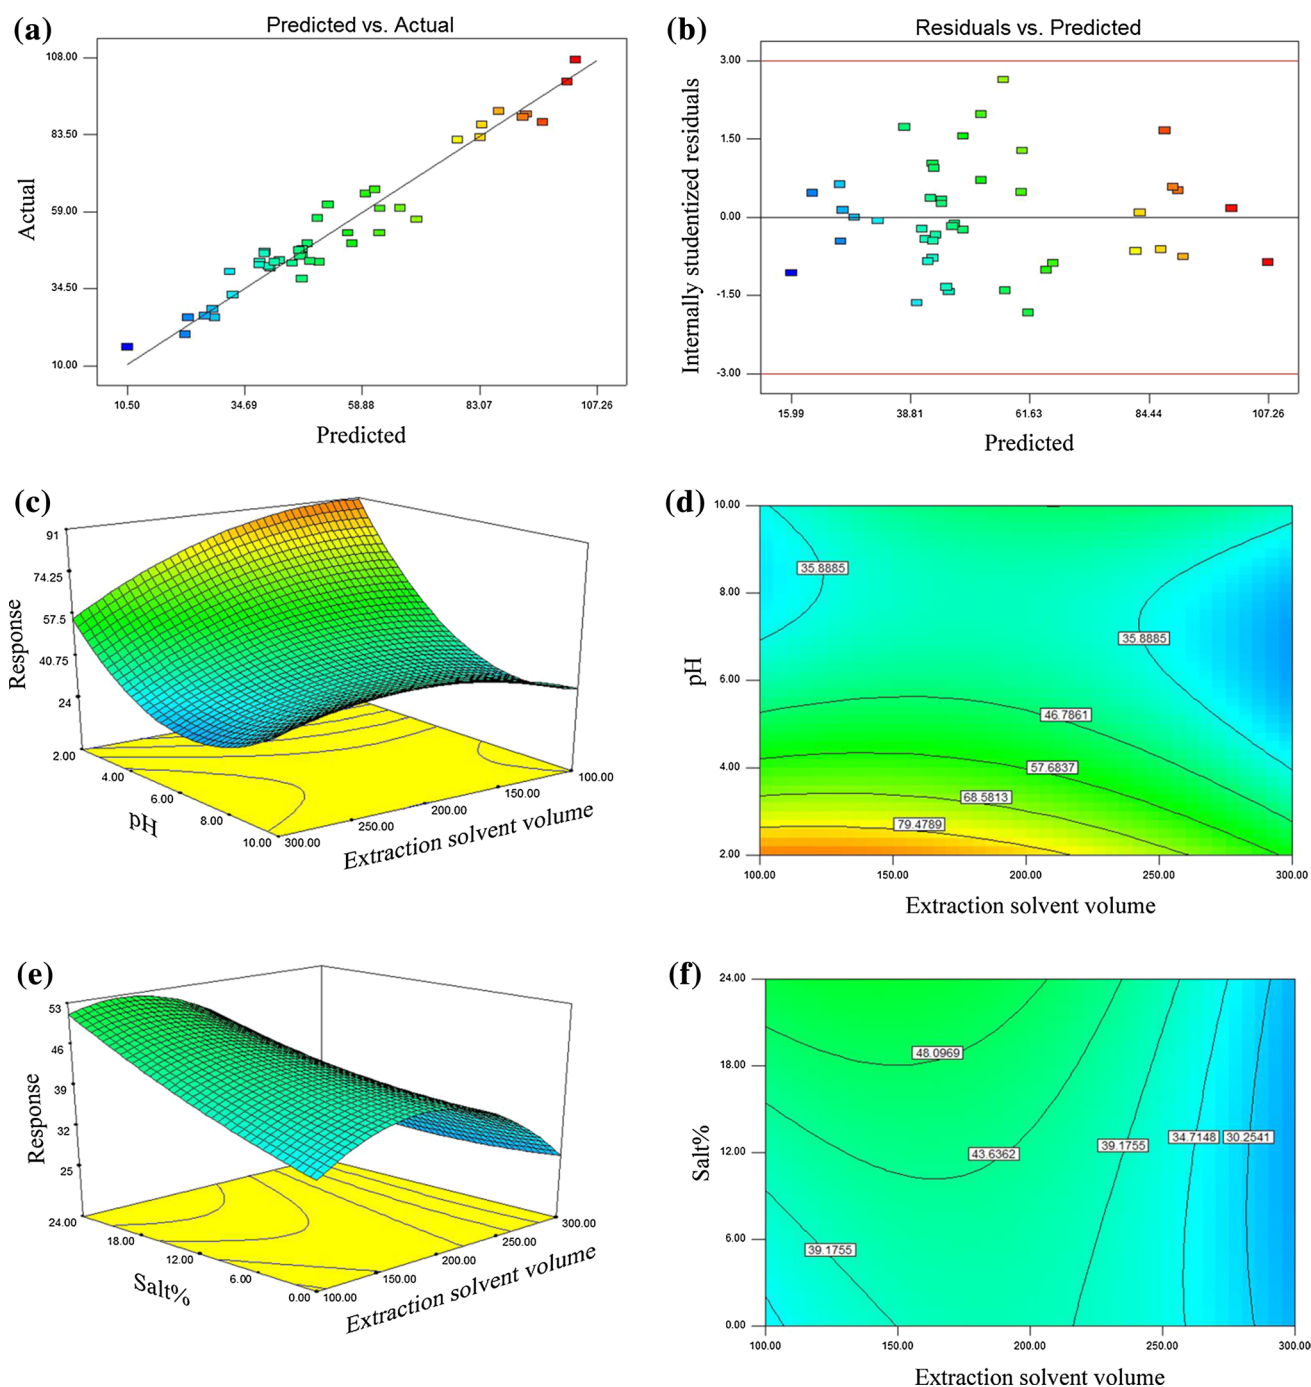 (a)
Predicted vs. Actual
108.00
83.50
59.00
34.50
10.00
Actual
10.50 34.69 58.88 83.07 107.26
Predicted
(b)
Residuals vs. Predicted
3.00
1.50
0.00
-1.50
-3.00
Internally studentized residuals
15.99 38.81 61.63 84.44 107.26
Predicted
(c)
91
74.25
57.5
40.75
24
Response
2.00
4.00
6.00
8.00
10.00
pH
300.00
250.00
200.00
150.00
100.00
Extraction solvent volume
(d)
10.00
8.00
6.00
4.00
2.00
pH
35.8885
35.8885
46.7861
57.6837
68.5813
79.4789
100.00 150.00 200.00 250.00 300.00
Extraction solvent volume
(e)
53
46
39
32
25
Response
24.00
18.00
12.00
6.00
0.00
Salt%
100.00
150.00
200.00
250.00
300.00
Extraction solvent volume
(f)
24.00
18.00
12.00
6.00
0.00
Salt%
48.0969
43.6362
39.1755
34.7148
30.2541
39.1755
100.00 150.00 200.00 250.00 300.00
Extraction solvent volume